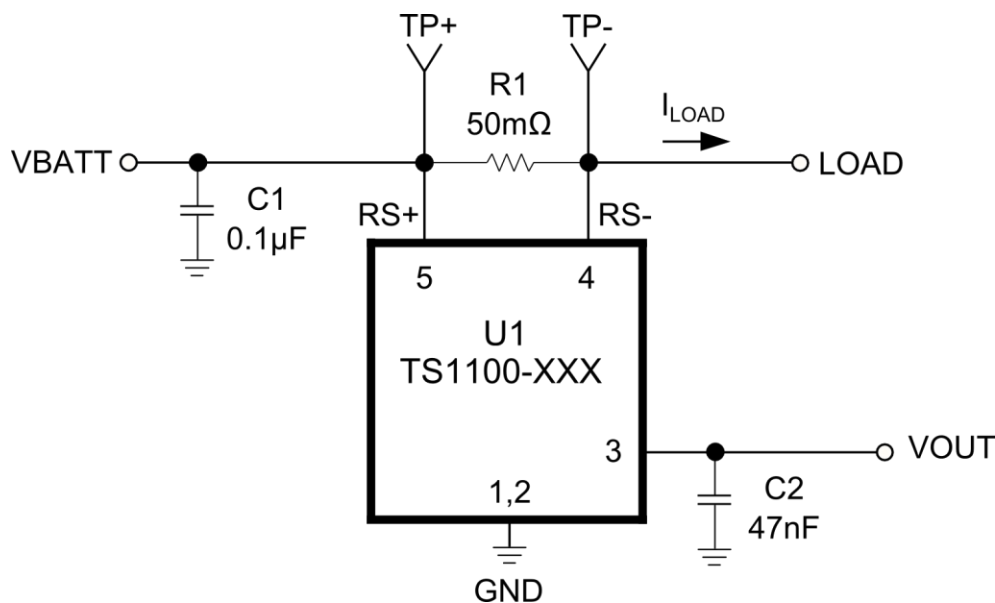 TP+
TP-
R1
50mΩ
I_LOAD
VBATT
LOAD
C1
0.1µF
RS+
RS-
5
4
U1
TS1100-XXX
3
VOUT
1,2
C2
47nF
GND